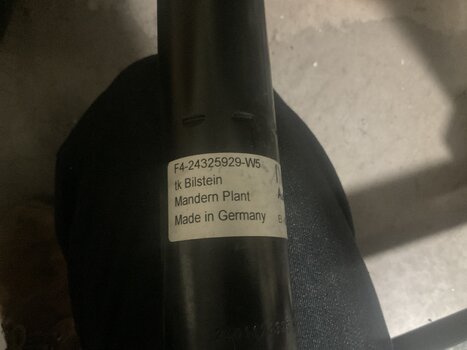 F4-24325929-W5
tk Bilstein
Mandern Plant
Made in Germany